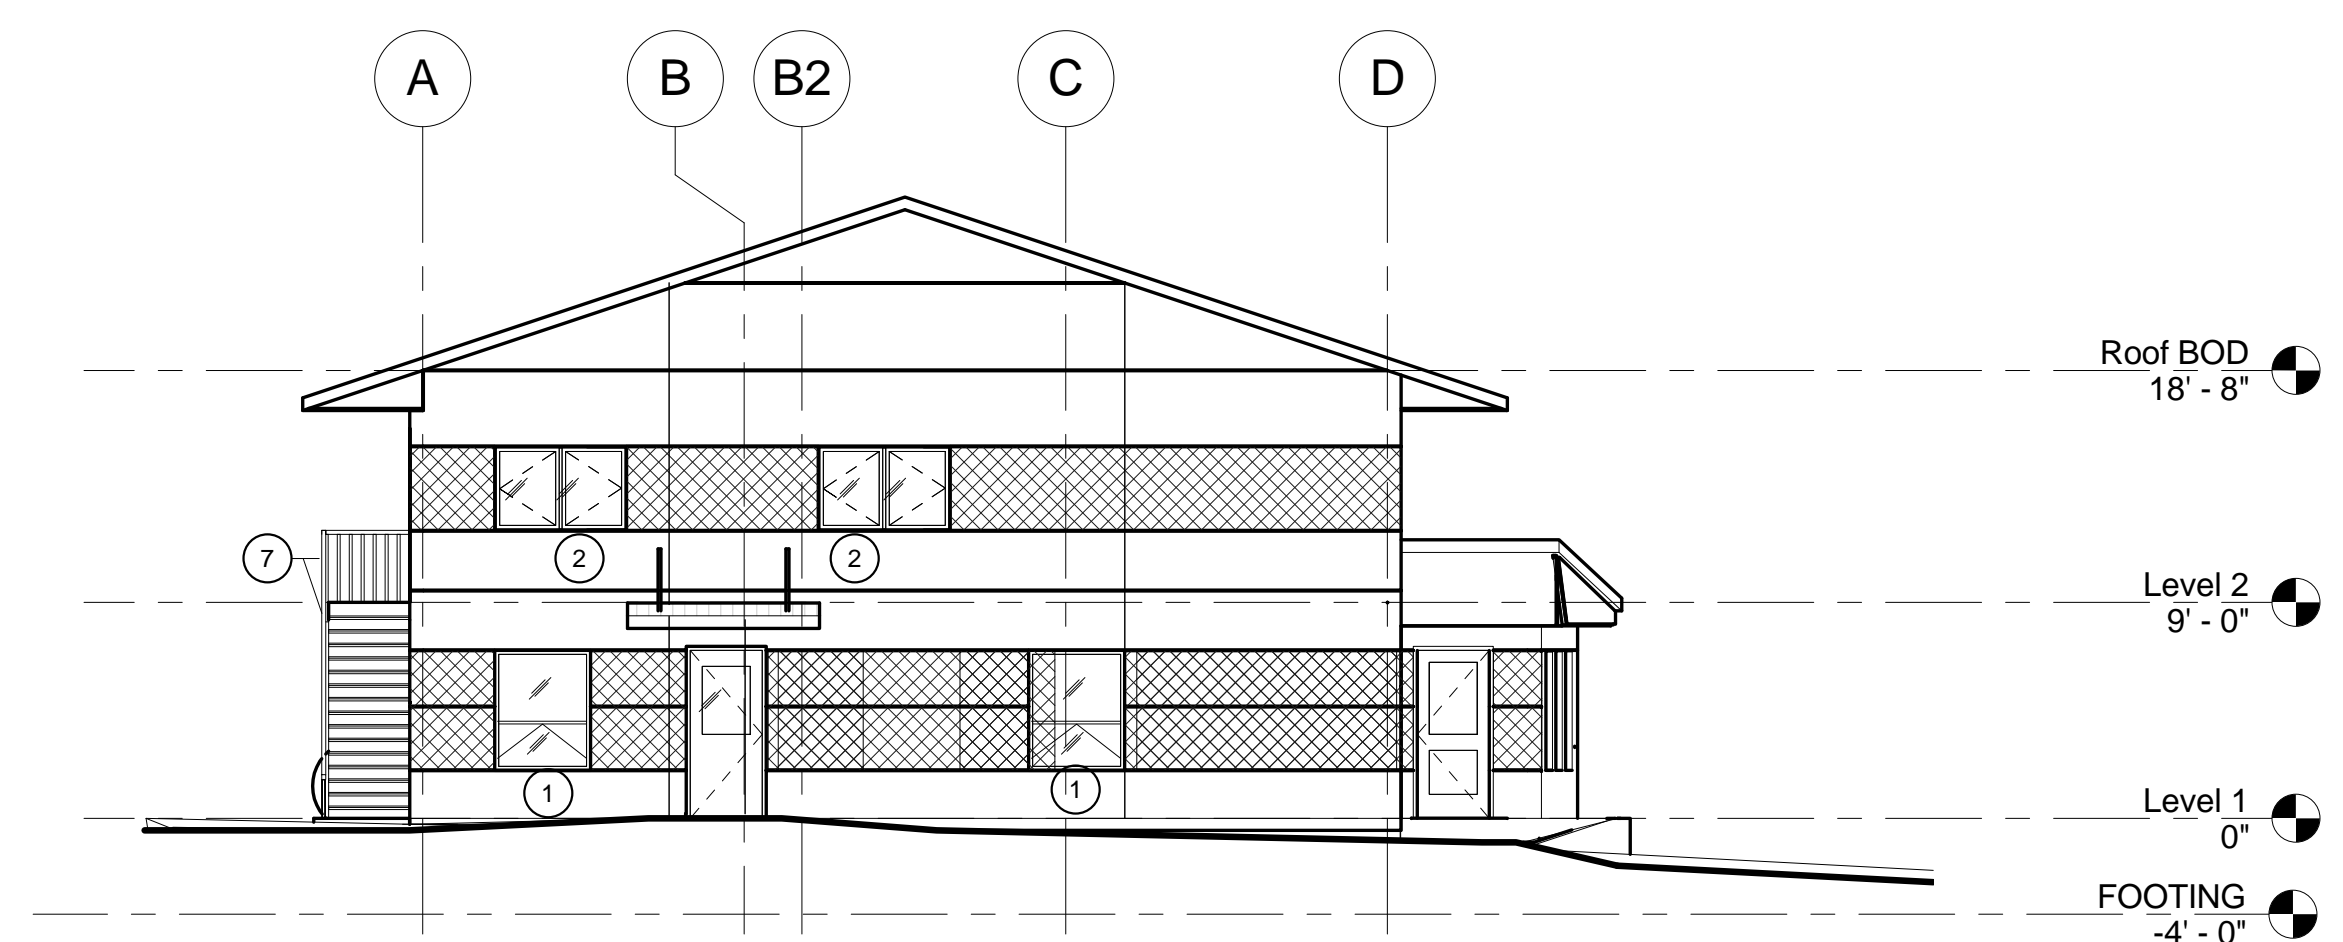 A
B
B2
C
D
Roof BOD
18' - 8"
7
2
2
Level 2
9' - 0"
1
1
Level 1
0"
FOOTING
-4' - 0"